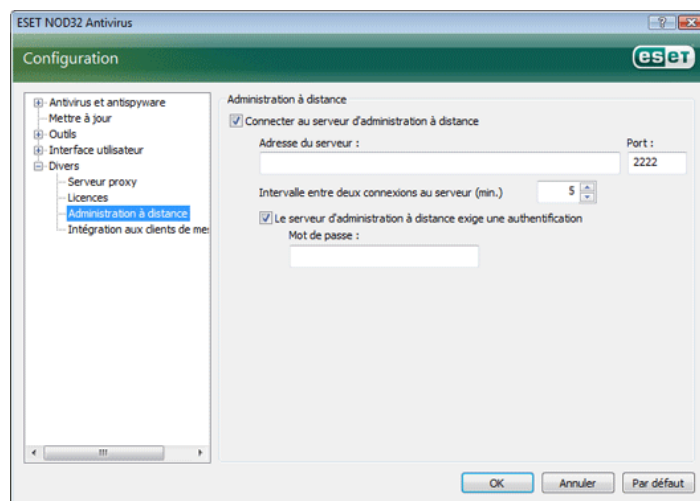 ESET NOD32 Antivirus
Configuration
eseT
Antivirus et antispyware
Mettre à jour
Outils
Interface utilisateur
Divers
Serveur proxy
Licences
Administration à distance
Intégration aux clients de me
Administration à distance
Connecter au serveur d'administration à distance
Adresse du serveur :
Port :
2222
Intervalle entre deux connexions au serveur (min.)
5
Le serveur d'administration à distance exige une authentification
Mot de passe :
OK
Annuler
Par défaut